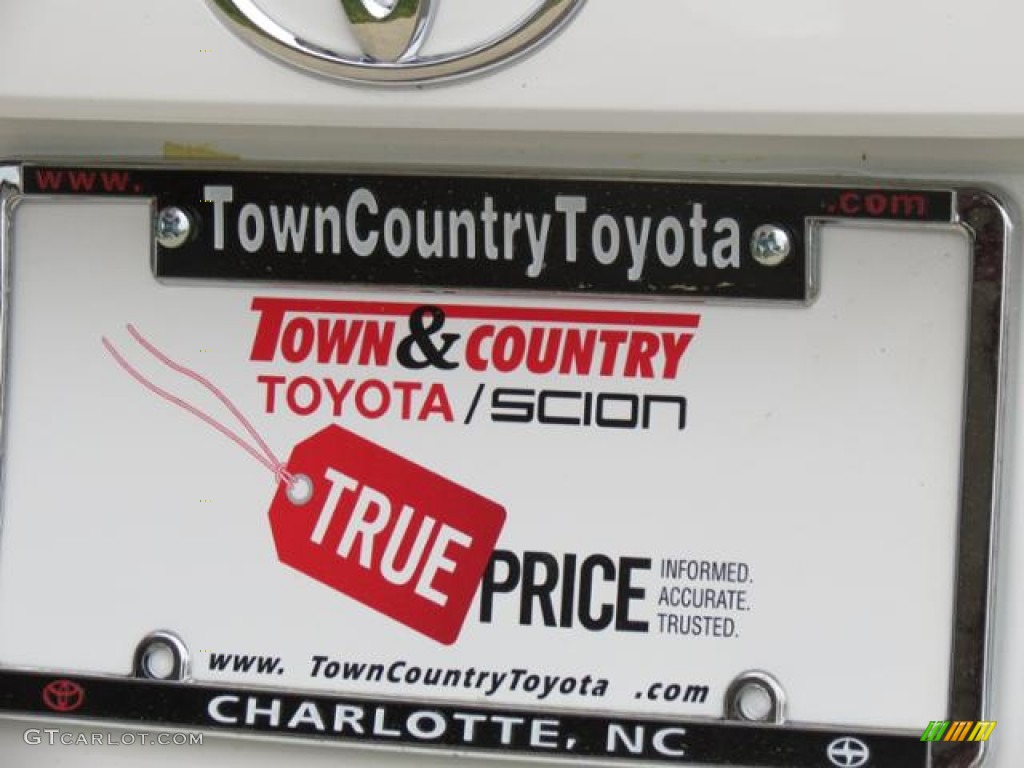 www. TownCountryToyota .com
TOWN & COUNTRY
TOYOTA / SCION
TRUE PRICE
INFORMED.
ACCURATE.
TRUSTED.
www. TownCountryToyota .com
CHARLOTTE, NC
GTCARLOT.COM